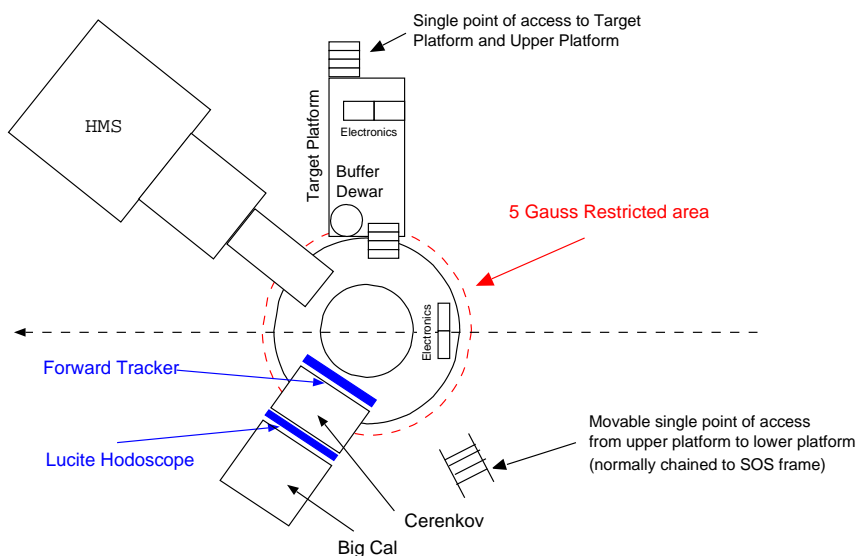 Single point of access to Target
Platform and Upper Platform
HMS
Target Platform
Electronics
Buffer
Dewar
5 Gauss Restricted area
Electronics
Forward Tracker
Movable single point of access
from upper platform to lower platform
(normally chained to SOS frame)
Lucite Hodoscope
Cerenkov
Big Cal